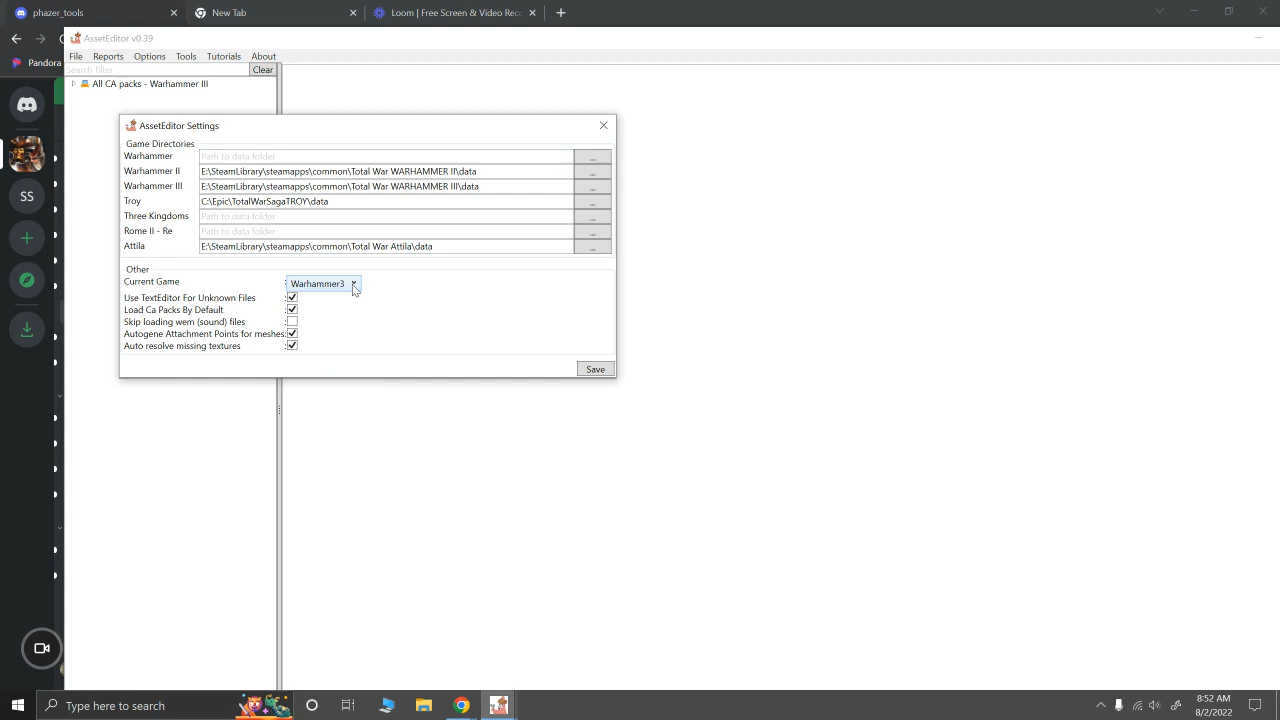 phazer_tools
New Tab
Loom | Free Screen & Video Rec
AssetEditor v0.39
File Reports Options Tools Tutorials About
Pandora
Search filter
Clear
All CA packs - Warhammer III
AssetEditor Settings
Game Directories
Warhammer Path to data folder ...
Warhammer II E:\SteamLibrary\steamapps\common\Total War WARHAMMER II\data ...
Warhammer III E:\SteamLibrary\steamapps\common\Total War WARHAMMER III\data ...
Troy C:\Epic\TotalWarSagaTROY\data ...
Three Kingdoms Path to data folder ...
Rome II - Re Path to data folder ...
Attila E:\SteamLibrary\steamapps\common\Total War Attila\data ...
SS
Other
Current Game : Warhammer3
Use TextEditor For Unknown Files :
Load Ca Packs By Default :
Skip loading wem (sound) files :
Autogene Attachment Points for meshes:
Auto resolve missing textures :
Save
Type here to search
8:52 AM
8/2/2022